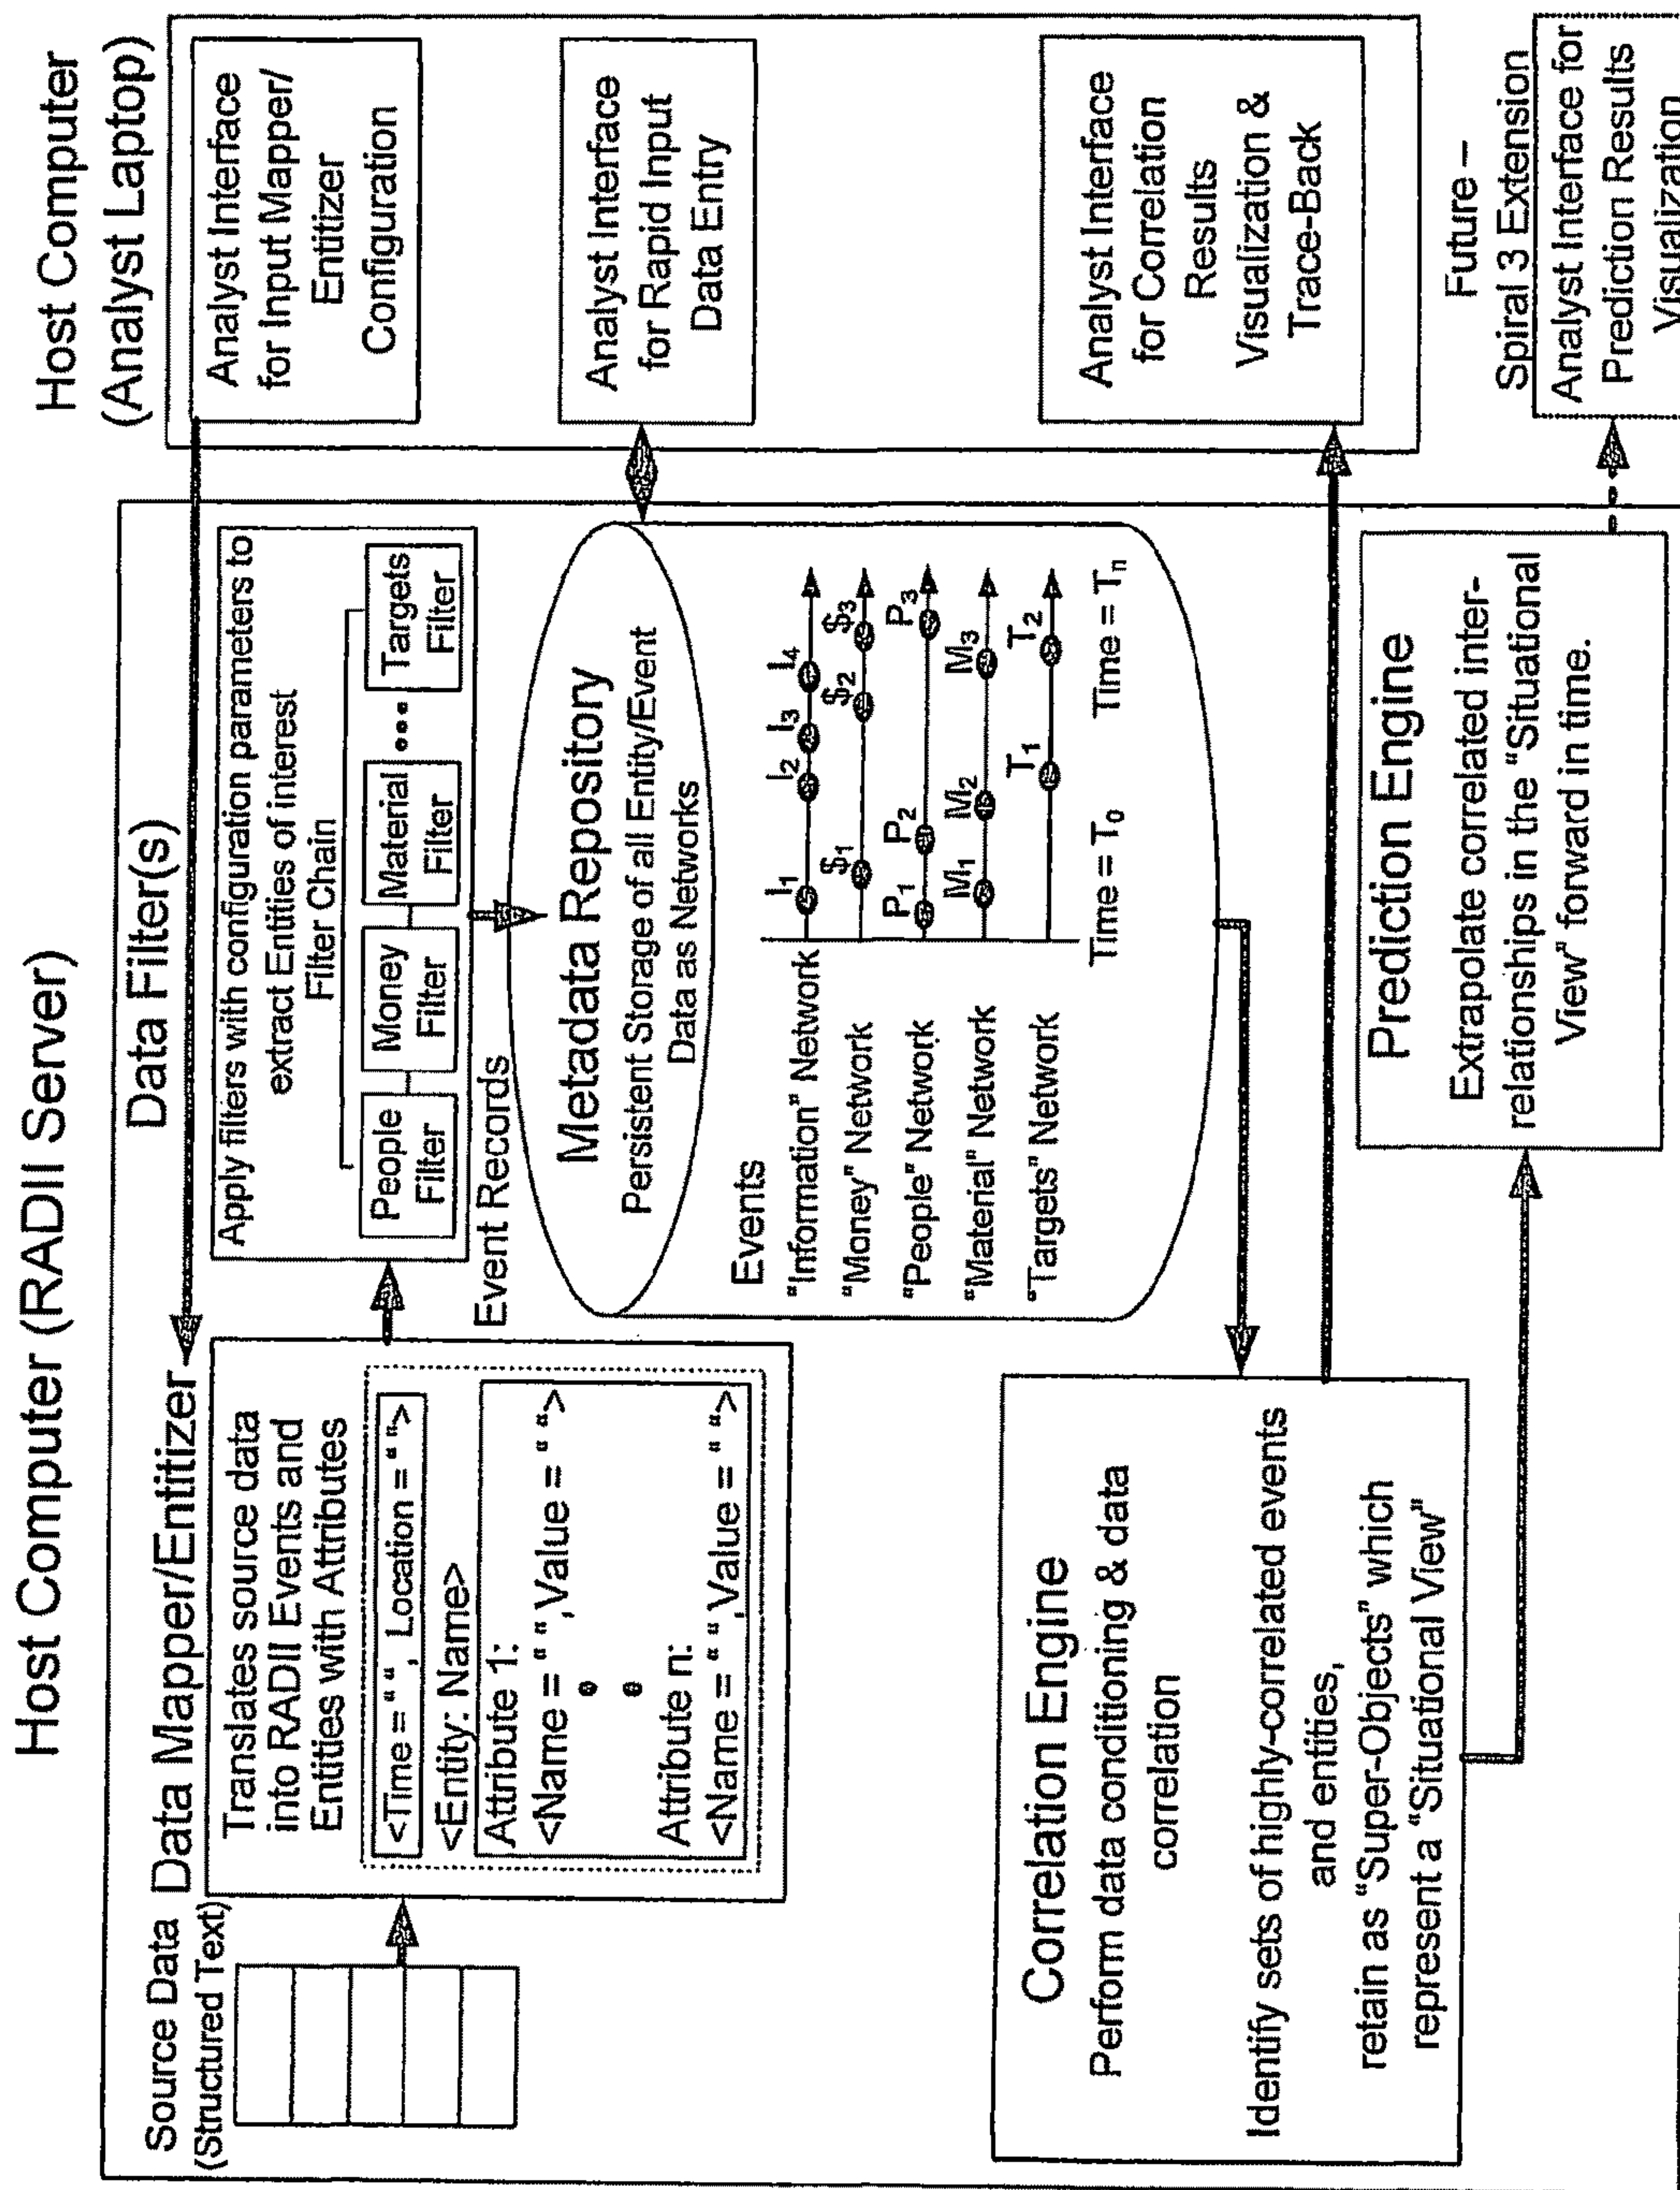 Host Computer (RADII Server)
Source Data
(Structured Text)
Data Mapper/Entitizer
Translates source data
into RADII Events and
Entities with Attributes
<Time = “ “ , Location = “ “>
<Entity: Name>
Attribute 1:
<Name = “ “,Value = “ “>
Attribute n:
<Name = “ “,Value = “ “>
Data Filter(s)
Apply filters with configuration parameters to
extract Entities of interest
Filter Chain
People
Filter
Money
Filter
Material
Filter
•••
Targets
Filter
Event Records
Metadata Repository
Persistent Storage of all Entity/Event
Data as Networks
Events
“Information” Network
I1 I2 I3 I4
“Money” Network
$1 $2 $3
“People” Network
P1 P2 P3
“Material” Network
M1 M2 M3
“Targets” Network
T1 T2
Time = T0 Time = Tn
Correlation Engine
Perform data conditioning & data
correlation
Identify sets of highly-correlated events
and entities,
retain as “Super-Objects” which
represent a “Situational View”
Prediction Engine
Extrapolate correlated inter-
relationships in the “Situational
View” forward in time.
Host Computer
(Analyst Laptop)
Analyst Interface
for Input Mapper/
Entitizer
Configuration
Analyst Interface
for Rapid Input
Data Entry
Analyst Interface
for Correlation
Results
Visualization &
Trace-Back
Future –
Spiral 3 Extension
Analyst Interface for
Prediction Results
Visualization